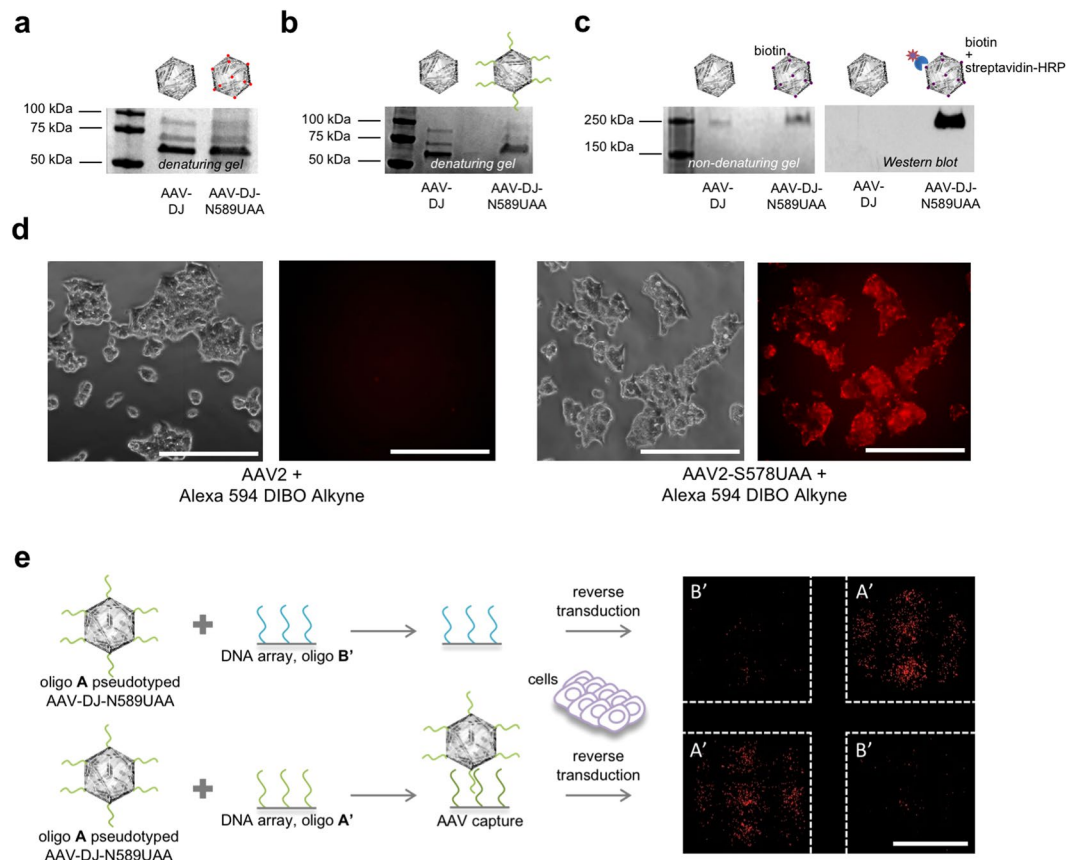 a
100 kDa
75 kDa
50 kDa
denaturing gel
AAV-
DJ
AAV-DJ-
N589UAA
b
100 kDa
75 kDa
50 kDa
denaturing gel
AAV-
DJ
AAV-DJ-
N589UAA
c
biotin
biotin
+
streptavidin-HRP
250 kDa
150 kDa
non-denaturing gel
Western blot
AAV-
DJ
AAV-DJ-
N589UAA
AAV-
DJ
AAV-DJ-
N589UAA
d
AAV2 +
Alexa 594 DIBO Alkyne
AAV2-S578UAA +
Alexa 594 DIBO Alkyne
e
oligo A pseudotyped
AAV-DJ-N589UAA
DNA array, oligo B’
reverse
transduction
cells
oligo A pseudotyped
AAV-DJ-N589UAA
DNA array, oligo A’
AAV capture
reverse
transduction
B’
A’
A’
B’